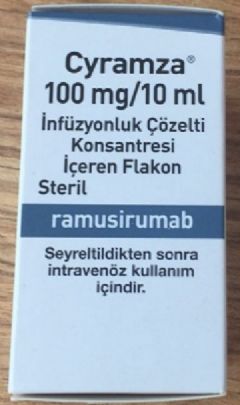 Cyramza®
100 mg/10 ml
İnfüzyonluk Çözelti
Konsantresi
İçeren Flakon
Steril
ramusirumab
Seyreltildikten sonra
intravenöz kullanım
içindir.